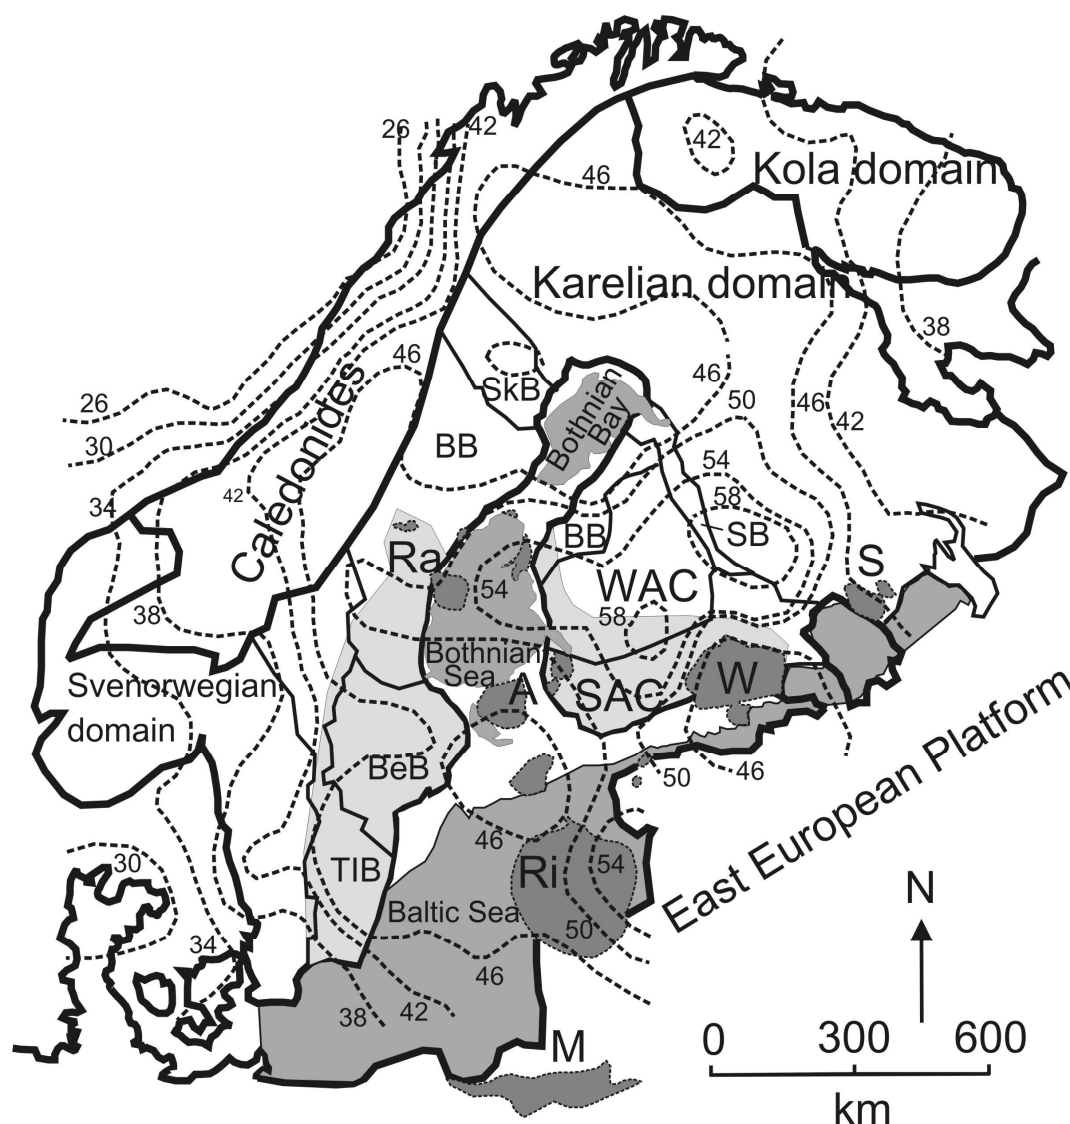 26
42
42
46
Kola domain
Karelian domain
38
46
SkB
Bothnian
Bay
46
50
46
42
26
30
34
Caledonides
BB
42
54
58
SB
BB
Ra
54
WAC
S
38
58
Bothnian
Sea
A
SAC
W
Svenorwegian
domain
East European Platform
BeB
50
46
46
30
TIB
Ri
54
Baltic Sea
50
N
34
46
38
42
M
0
300
600
km